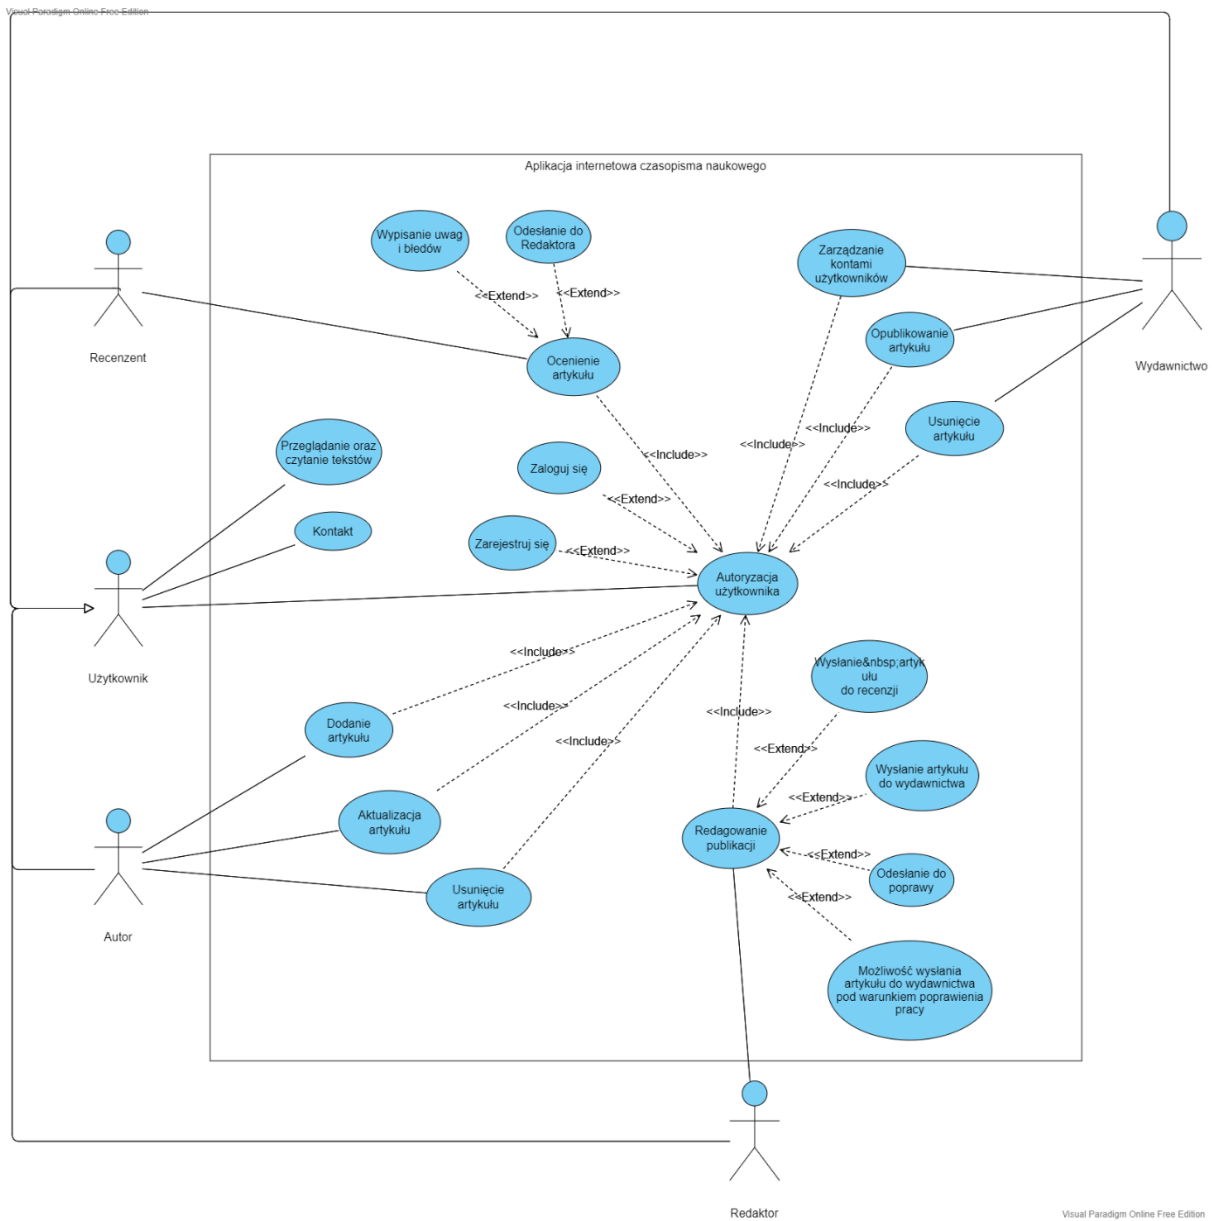 Visual Paradigm Online Free Edition
Aplikacja internetowa czasopisma naukowego
Wypisanie uwag
i błedów
Odesłanie do
Redaktora
Zarządzanie
kontami
użytkowników
<<Extend>>
<<Extend>>
Opublikowanie
artykułu
Recenzent
Ocenienie
artykułu
Wydawnictwo
Usunięcie
artykułu
Przeglądanie oraz
czytanie tekstów
<<Include>>
<<Include>>
<<Include>>
<<Include>>
Zaloguj się
<<Extend>>
Kontakt
Zarejestruj się
<<Extend>>
Autoryzacja
użytkownika
Użytkownik
<<Include>>
Wysłanie&nbsp;artyk
ułu
do recenzji
<<Include>>
<<Include>>
Dodanie
artykułu
<<Include>>
<<Extend>>
Wysłanie artykułu
do wydawnictwa
<<Extend>>
Aktualizacja
artykułu
Redagowanie
publikacji
<<Extend>>
Odesłanie do
poprawy
Usunięcie
artykułu
<<Extend>>
Autor
Możliwość wysłania
artykułu do wydawnictwa
pod warunkiem poprawienia
pracy
Redaktor
Visual Paradigm Online Free Edition